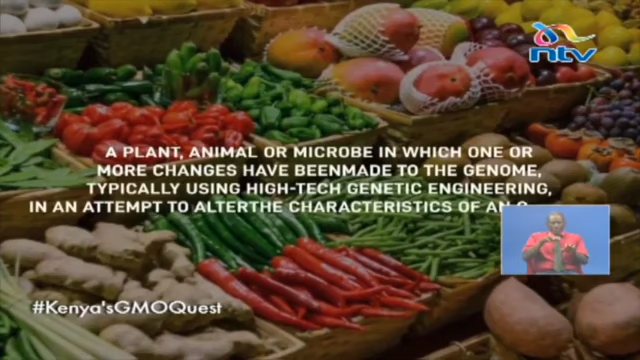 ntv
A PLANT, ANIMAL OR MICROBE IN WHICH ONE OR
MORE CHANGES HAVE BEENMADE TO THE GENOME,
TYPICALLY USING HIGH-TECH GENETIC ENGINEERING,
IN AN ATTEMPT TO ALTERTHE CHARACTERISTICS OF AN
#Kenya'sGMOQuest